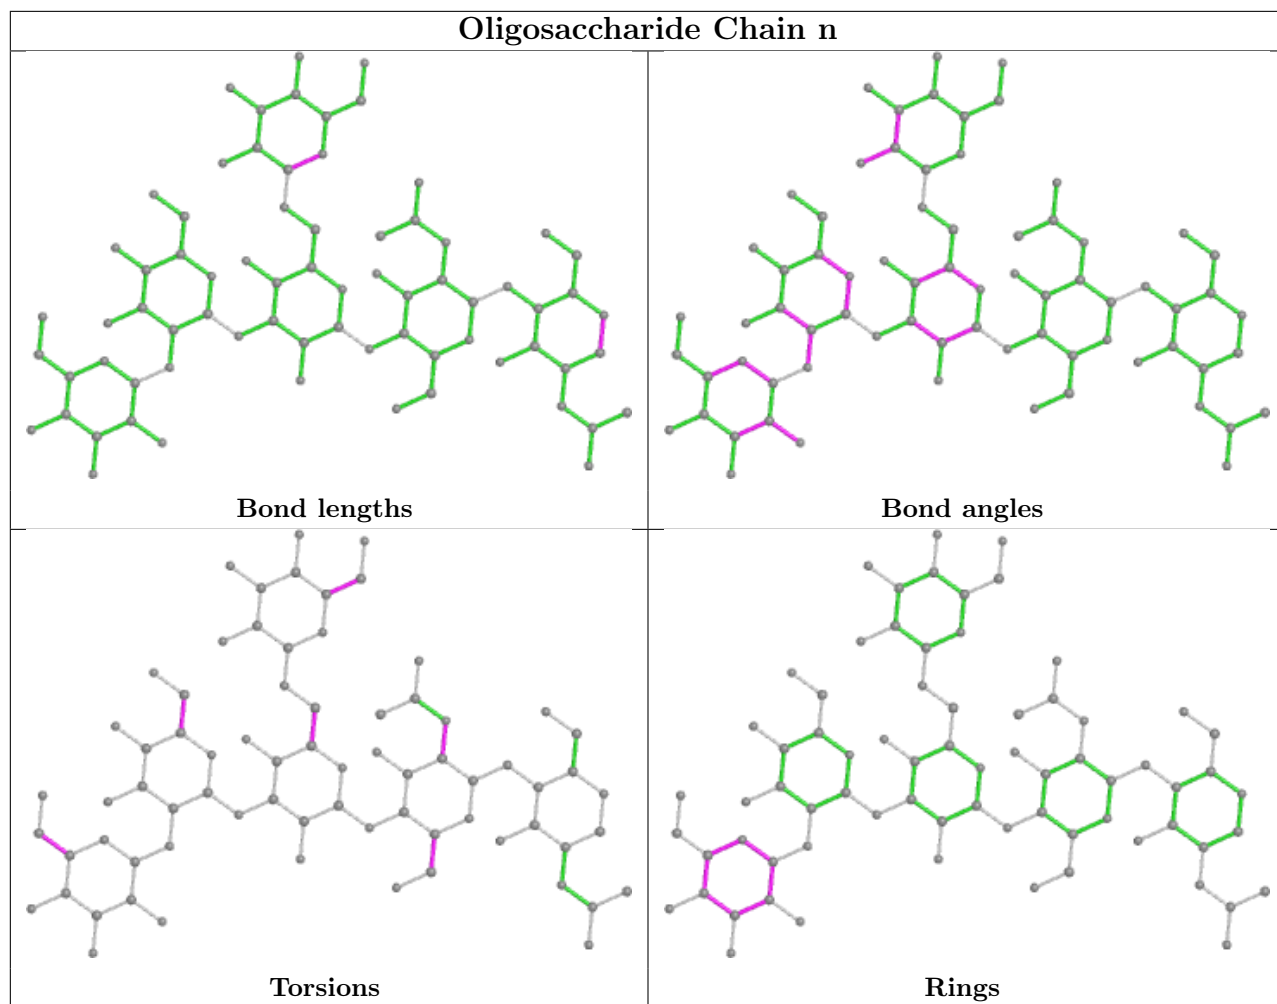 Oligosaccharide Chain n
Bond lengths
Bond angles
Torsions
Rings